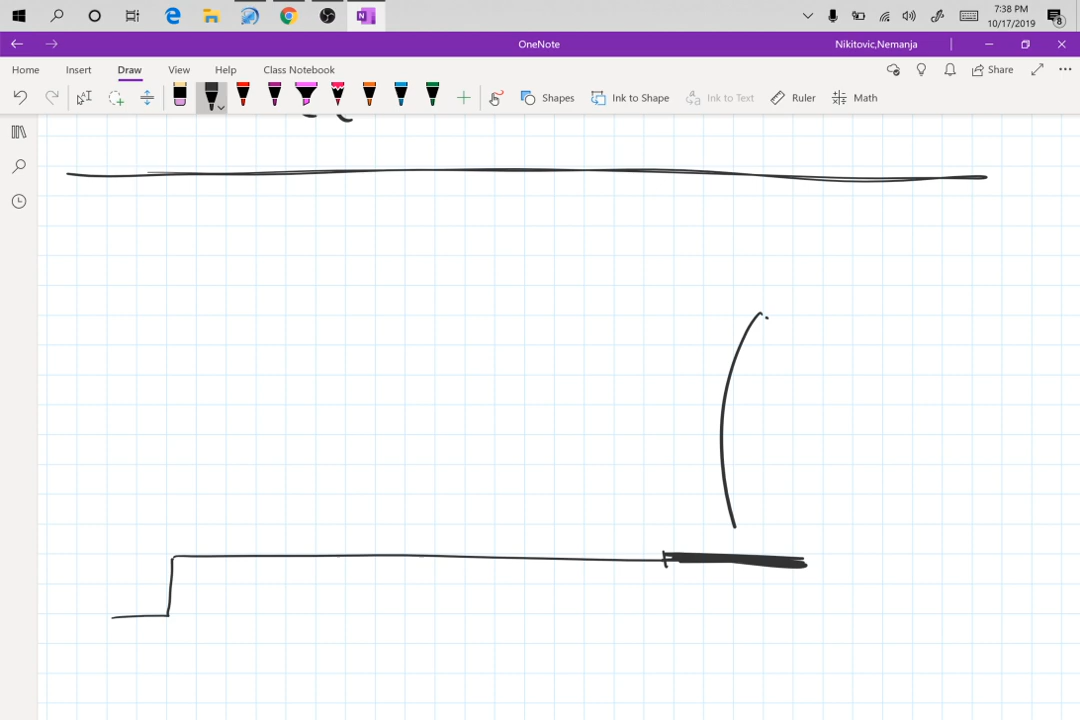 7:38 PM
10/17/2019
8
OneNote
Nikitovic,Nemanja
Home Insert Draw View Help Class Notebook
Share
Shapes Ink to Shape Ink to Text Ruler Math